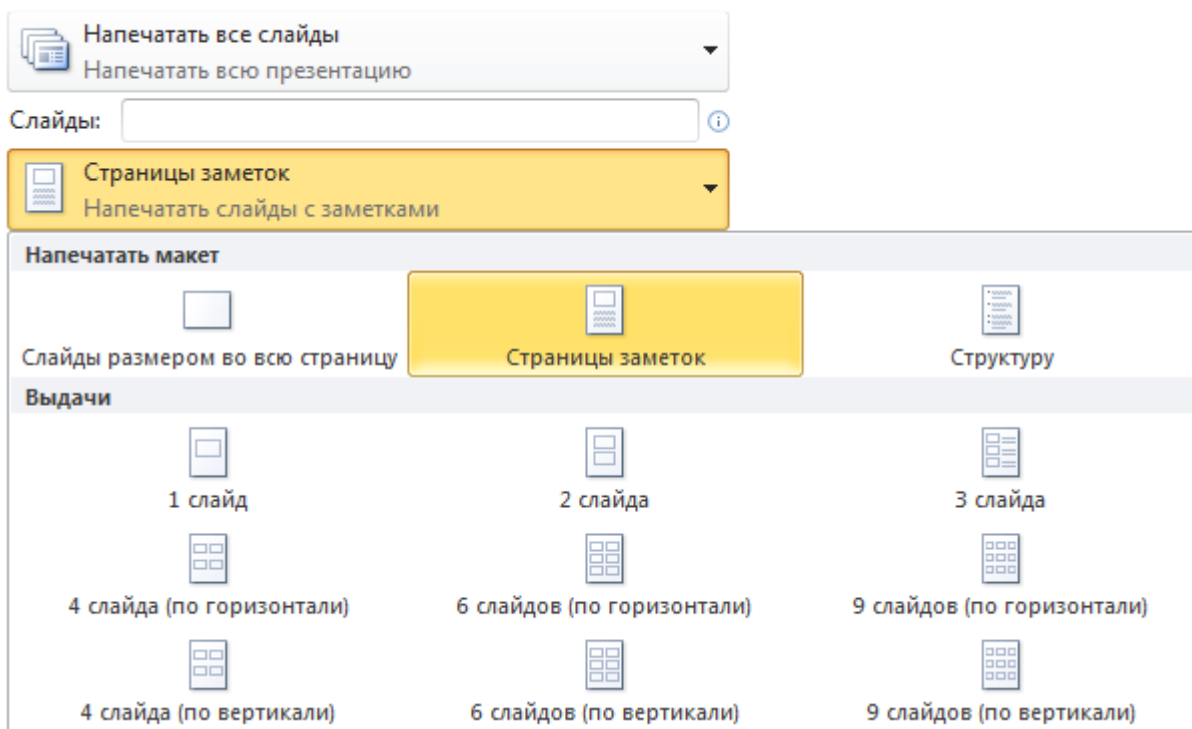 Напечатать все слайды
Напечатать всю презентацию
Слайды:
Страницы заметок
Напечатать слайды с заметками
Напечатать макет
Слайды размером во всю страницу
Страницы заметок
Структуру
Выдачи
1 слайд
2 слайда
3 слайда
4 слайда (по горизонтали)
6 слайдов (по горизонтали)
9 слайдов (по горизонтали)
4 слайда (по вертикали)
6 слайдов (по вертикали)
9 слайдов (по вертикали)